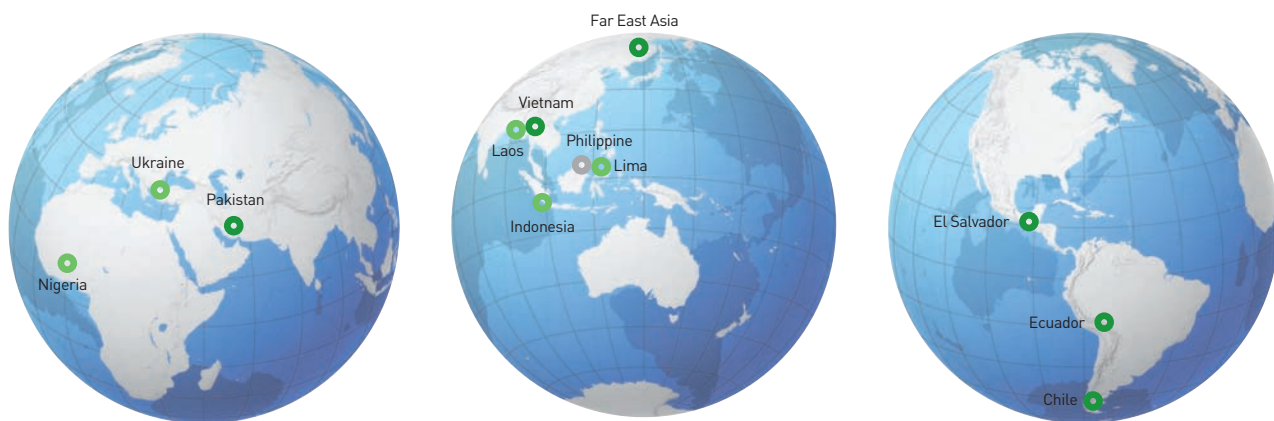 Ukraine
Pakistan
Nigeria
Far East Asia
Vietnam
Laos
Philippine
Lima
Indonesia
El Salvador
Ecuador
Chile